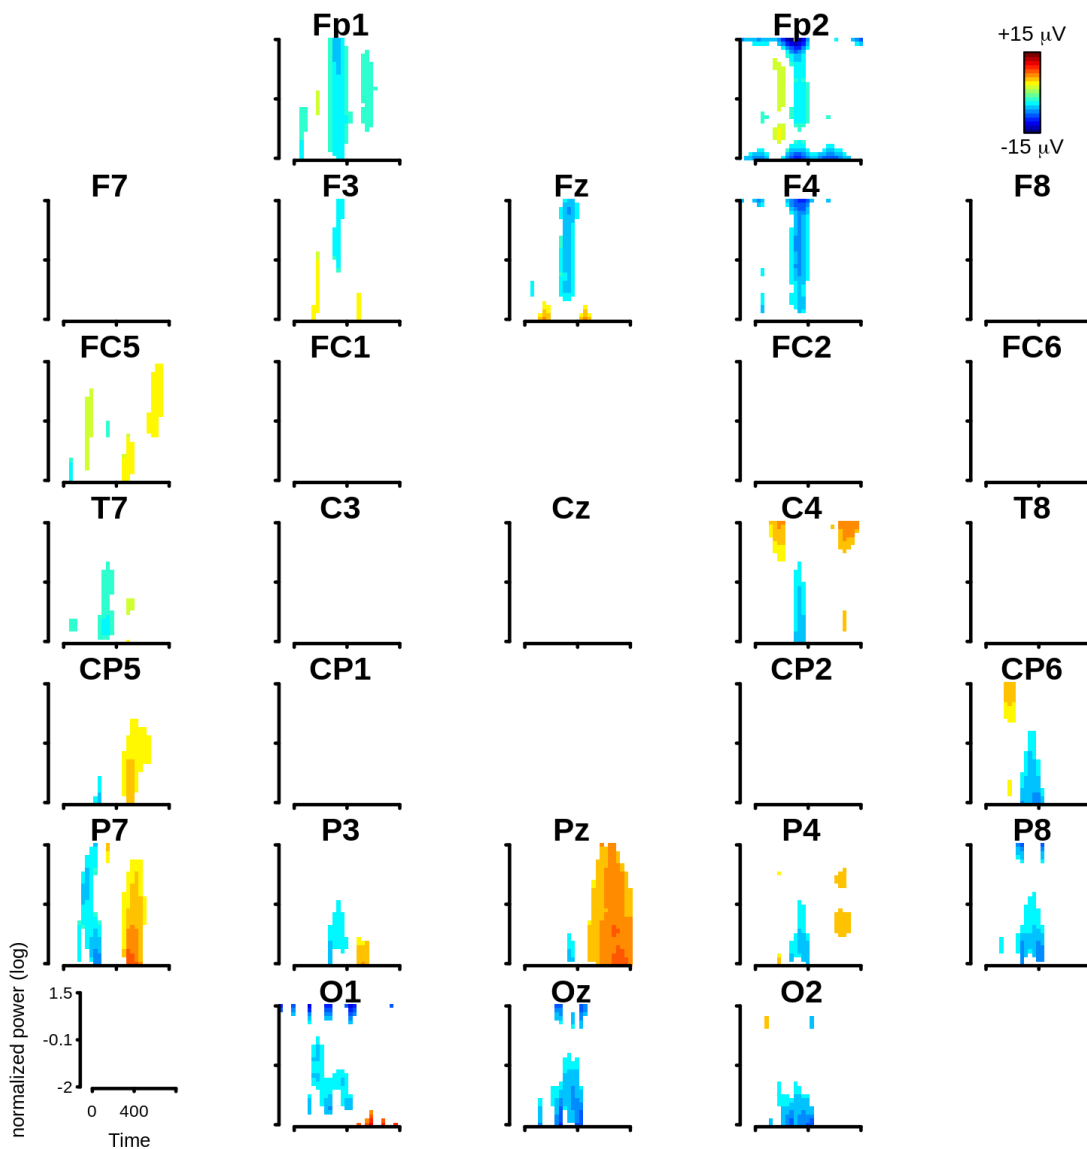 Fp1
Fp2
+15 μV
-15 μV
F7
F3
Fz
F4
F8
FC5
FC1
FC2
FC6
T7
C3
Cz
C4
T8
CP5
CP1
CP2
CP6
P7
P3
Pz
P4
P8
normalized power (log)
1.5
-0.1
-2
0 400
Time
O1
Oz
O2